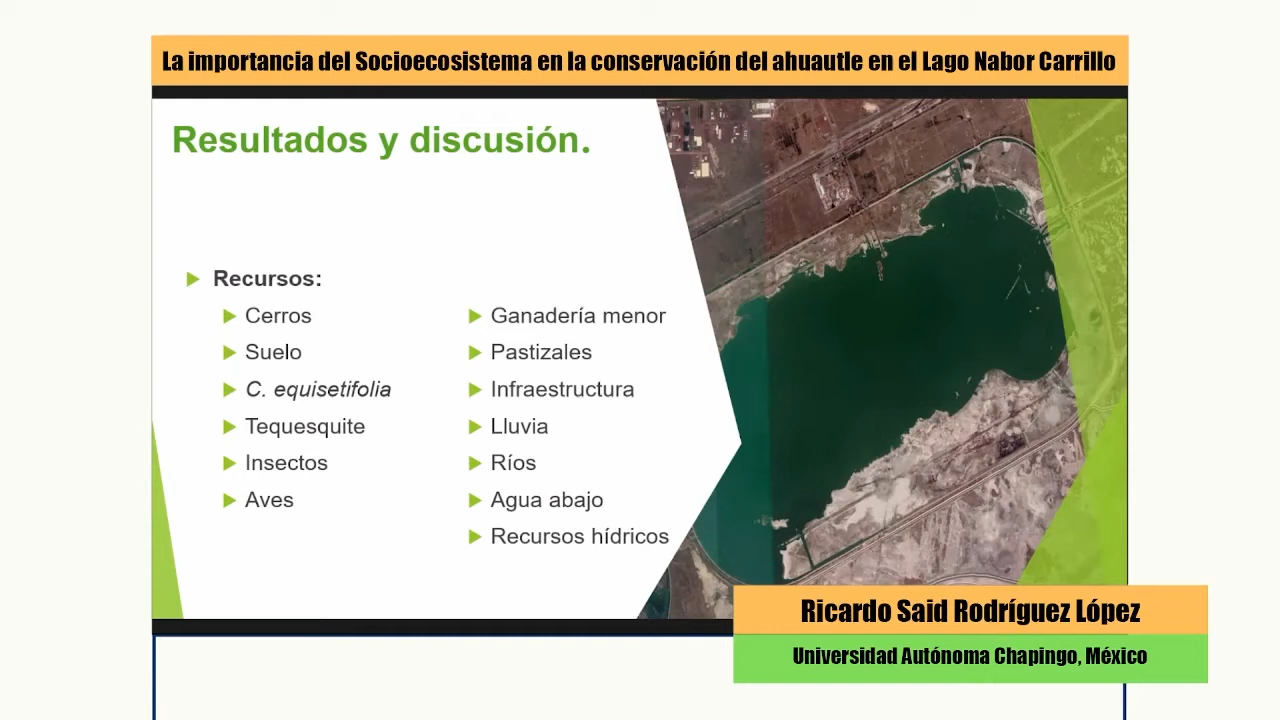 La importancia del Socioecosistema en la conservación del ahuautle en el Lago Nabor Carrillo
Resultados y discusión.
Recursos:
Cerros
Suelo
C. equisetifolia
Tequesquite
Insectos
Aves
Ganadería menor
Pastizales
Infraestructura
Lluvia
Ríos
Agua abajo
Recursos hídricos
Ricardo Said Rodríguez López
Universidad Autónoma Chapingo, México